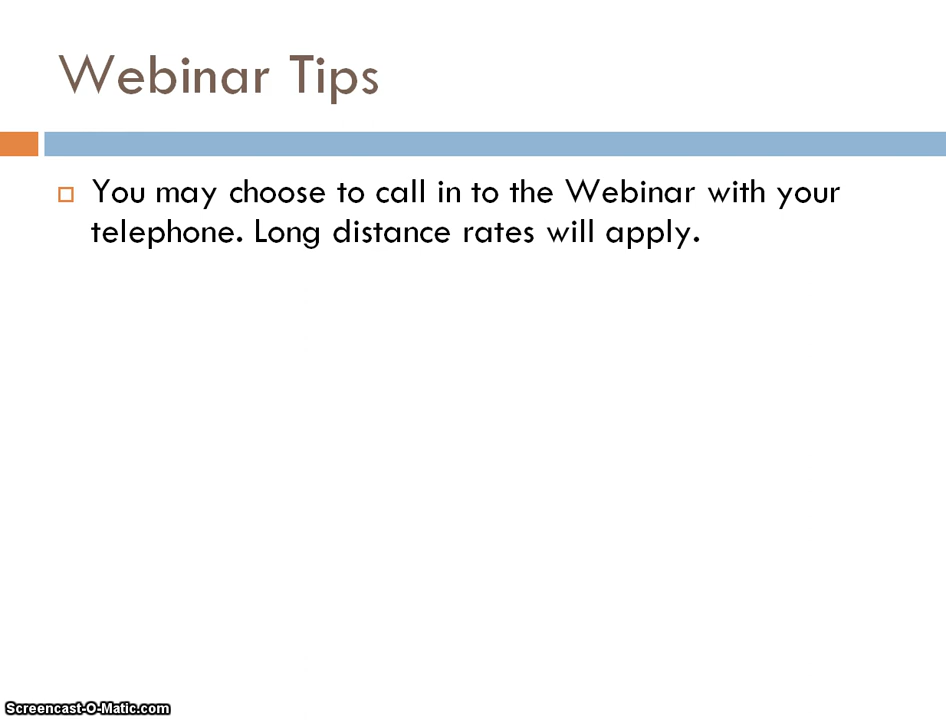 Webinar Tips
You may choose to call in to the Webinar with your
telephone. Long distance rates will apply.
Screencast-O-Matic.com